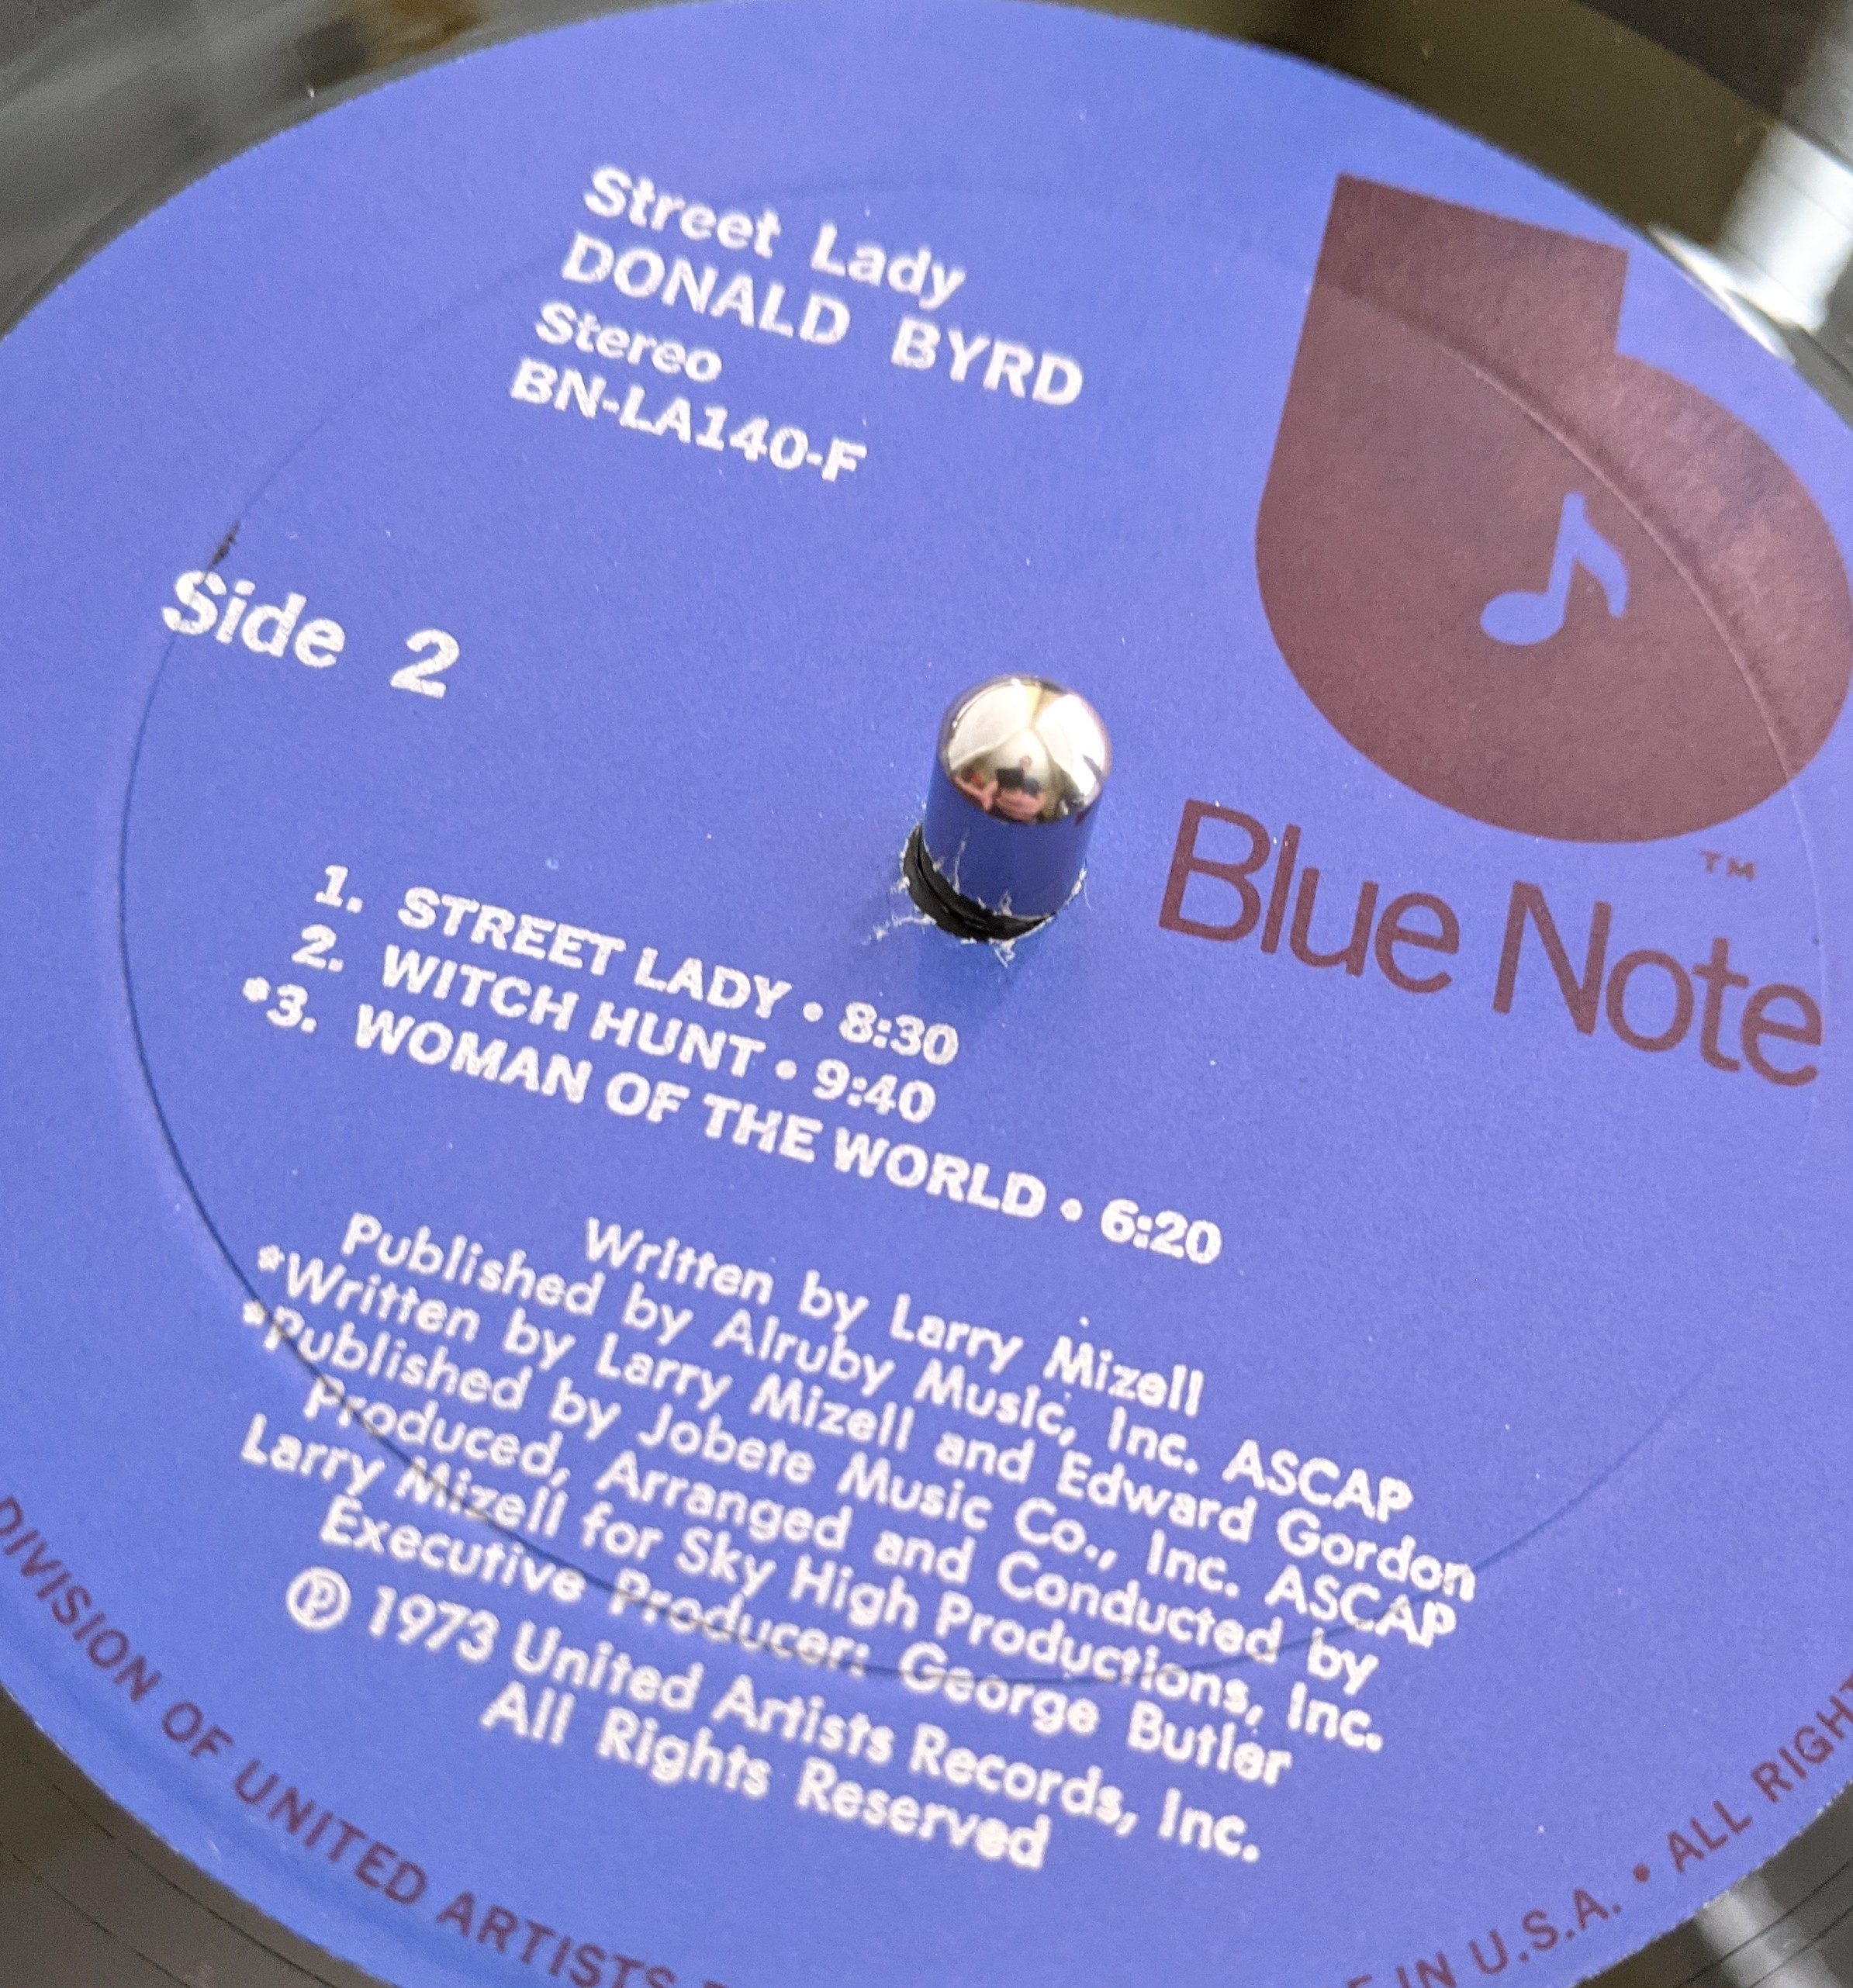 Street Lady
DONALD BYRD
Stereo
BN-LA140-F
Side 2
TM
Blue Note
1. STREET LADY • 8:30
2. WITCH HUNT • 9:40
*3. WOMAN OF THE WORLD • 6:20
Written by Larry Mizell
Published by Alruby Music, Inc. ASCAP
*Written by Larry Mizell and Edward Gordon
*Published by Jobete Music Co., Inc. ASCAP
Produced, Arranged and Conducted by
Larry Mizell for Sky High Productions, Inc.
Executive Producer: George Butler
℗ 1973 United Artists Records, Inc.
All Rights Reserved
DIVISION OF UNITED ARTISTS
IN U.S.A. • ALL